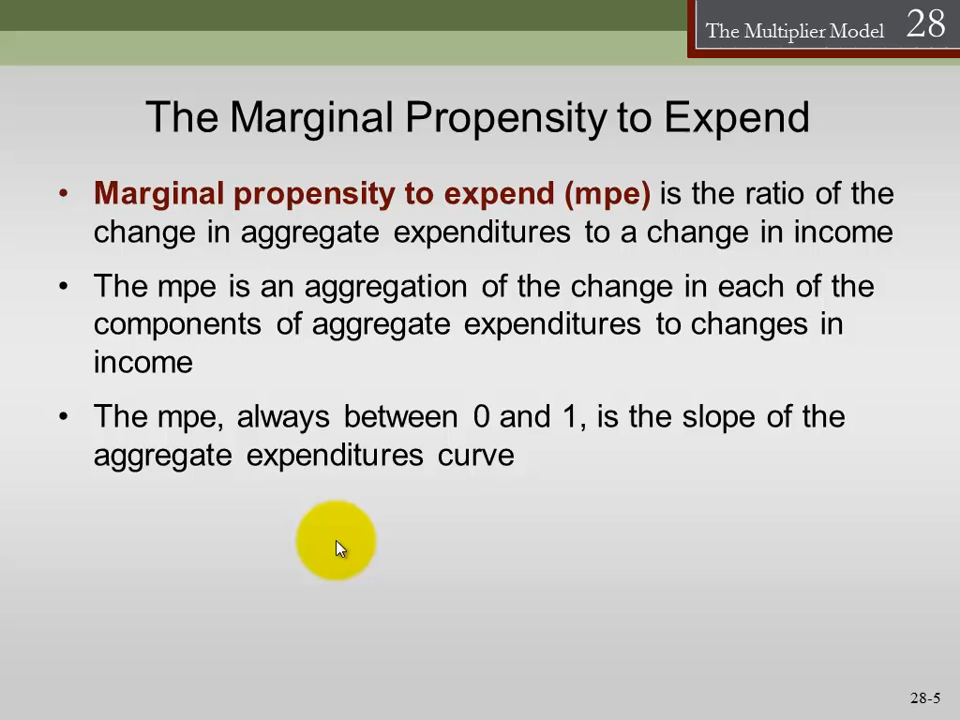 The Multiplier Model 28
The Marginal Propensity to Expend
• Marginal propensity to expend (mpe) is the ratio of the
change in aggregate expenditures to a change in income
• The mpe is an aggregation of the change in each of the
components of aggregate expenditures to changes in
income
• The mpe, always between 0 and 1, is the slope of the
aggregate expenditures curve
28-5